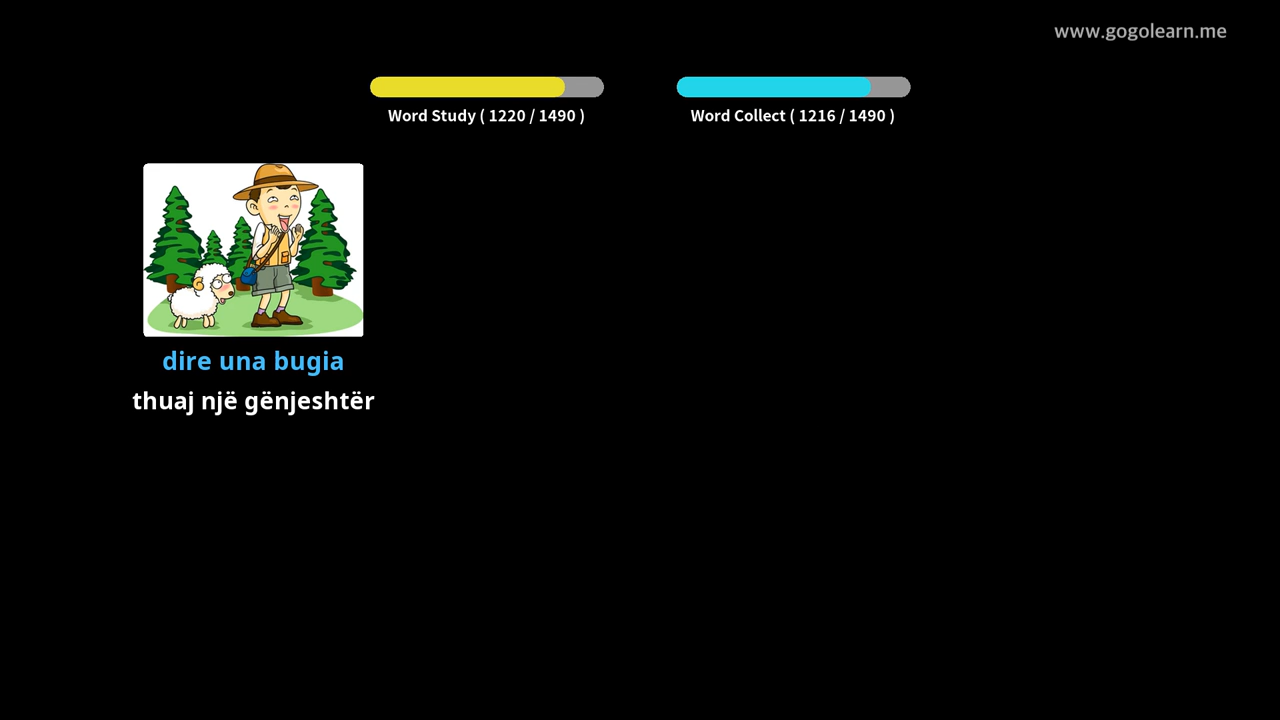 www.gogolearn.me
Word Study ( 1220 / 1490 )
Word Collect ( 1216 / 1490 )
dire una bugia
thuaj një gënjeshtër